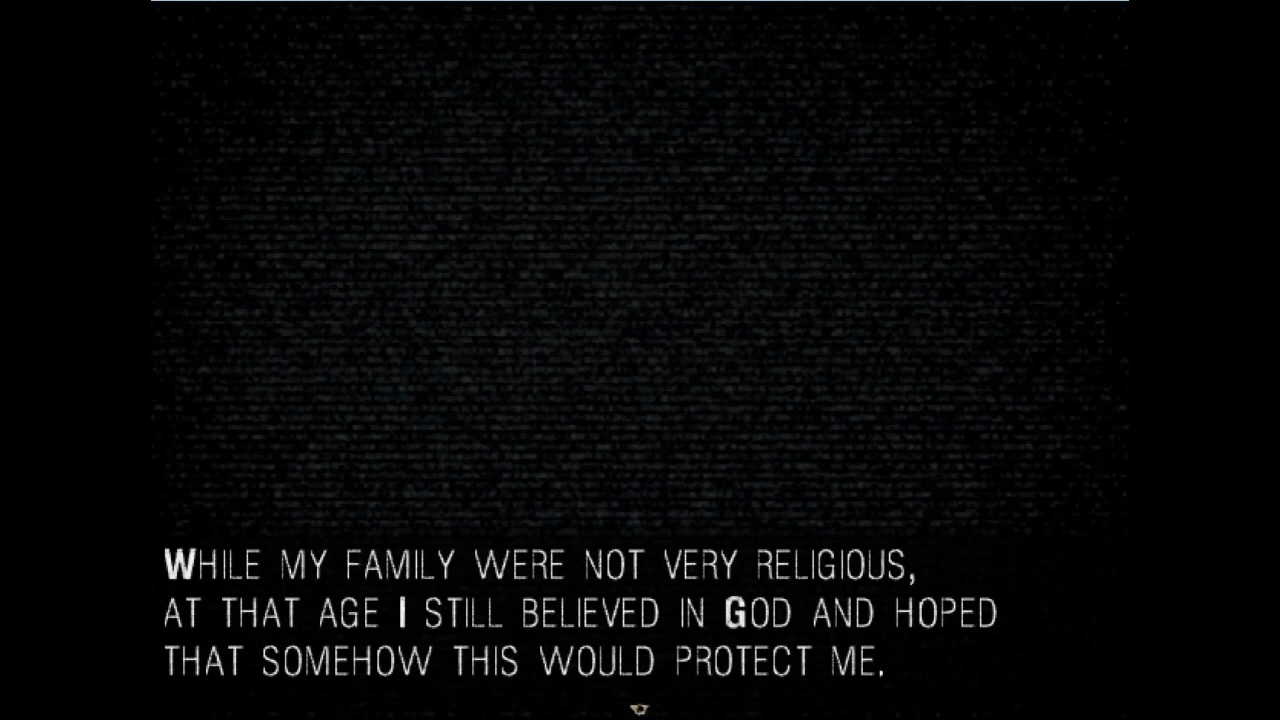 WHILE MY FAMILY WERE NOT VERY RELIGIOUS,
AT THAT AGE I STILL BELIEVED IN GOD AND HOPED
THAT SOMEHOW THIS WOULD PROTECT ME.